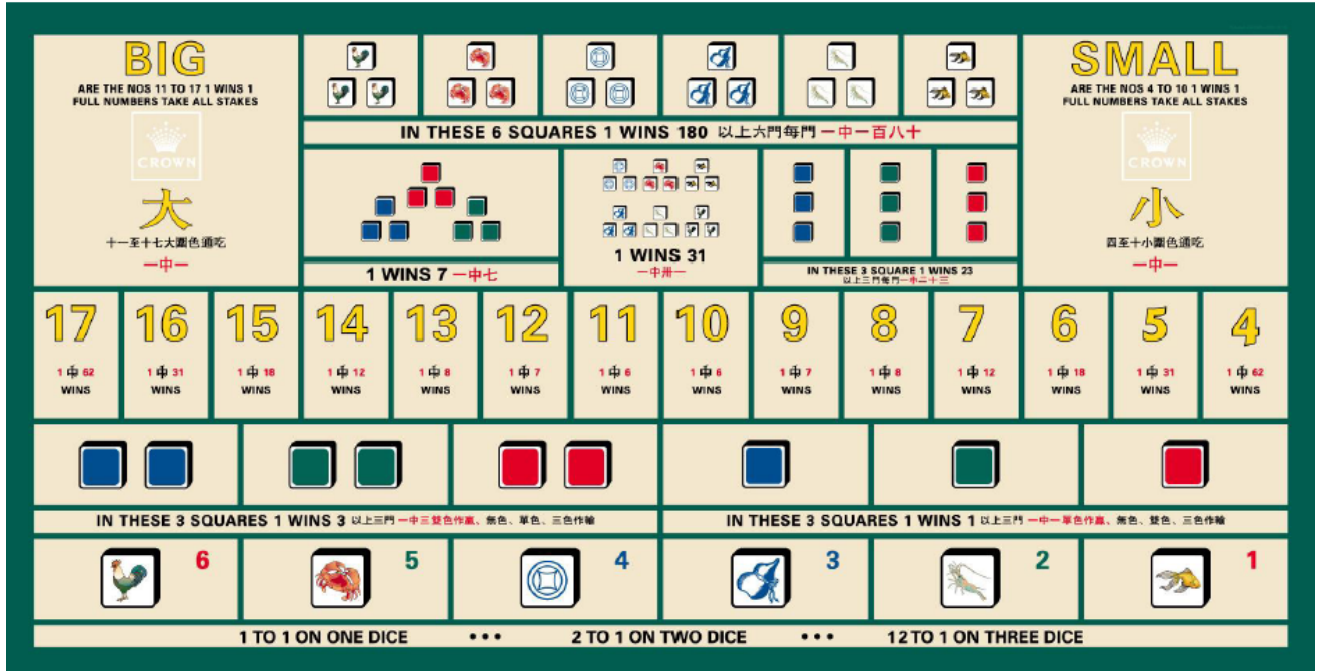 BIG
ARE THE NOS 11 TO 17 1 WINS 1
FULL NUMBERS TAKE ALL STAKES
CROWN
大
十一至十七大圍色通吃
一中一
IN THESE 6 SQUARES 1 WINS 180 以上六門每門一中一百八十
1 WINS 7 一中七
1 WINS 31
一中卅一
IN THESE 3 SQUARE 1 WINS 23
以上三門每門一中二十三
SMALL
ARE THE NOS 4 TO 10 1 WINS 1
FULL NUMBERS TAKE ALL STAKES
CROWN
小
四至十小圍色通吃
一中一
17 16 15 14 13 12 11 10 9 8 7 6 5 4
1 中 62 1 中 31 1 中 18 1 中 12 1 中 8 1 中 7 1 中 6 1 中 6 1 中 7 1 中 8 1 中 12 1 中 18 1 中 31 1 中 62
WINS WINS WINS WINS WINS WINS WINS WINS WINS WINS WINS WINS WINS WINS
IN THESE 3 SQUARES 1 WINS 3 以上三門一中三雙色作贏、無色、單色、三色作輸
IN THESE 3 SQUARES 1 WINS 1 以上三門一中一單色作贏、無色、雙色、三色作輸
6 5 4 3 2 1
1 TO 1 ON ONE DICE ••• 2 TO 1 ON TWO DICE ••• 12 TO 1 ON THREE DICE